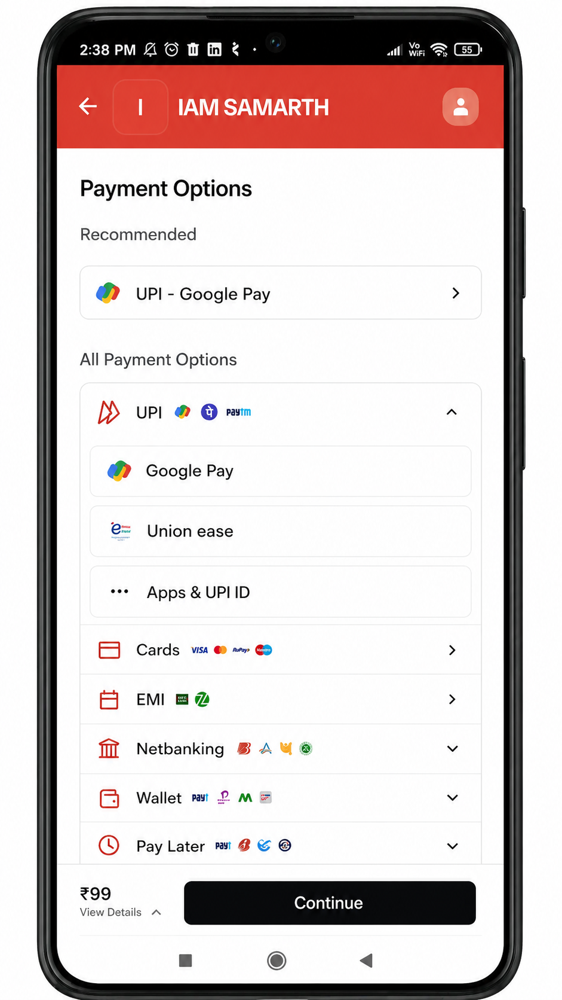 2:38 PM
Vo
WiFi
55
I
IAM SAMARTH
Payment Options
Recommended
UPI - Google Pay
All Payment Options
UPI पे paytm
Google Pay
Union ease
Apps & UPI ID
Cards VISA RuPay Maestro
EMI
Netbanking
Wallet payt
Pay Later payt
₹99
View Details
Continue